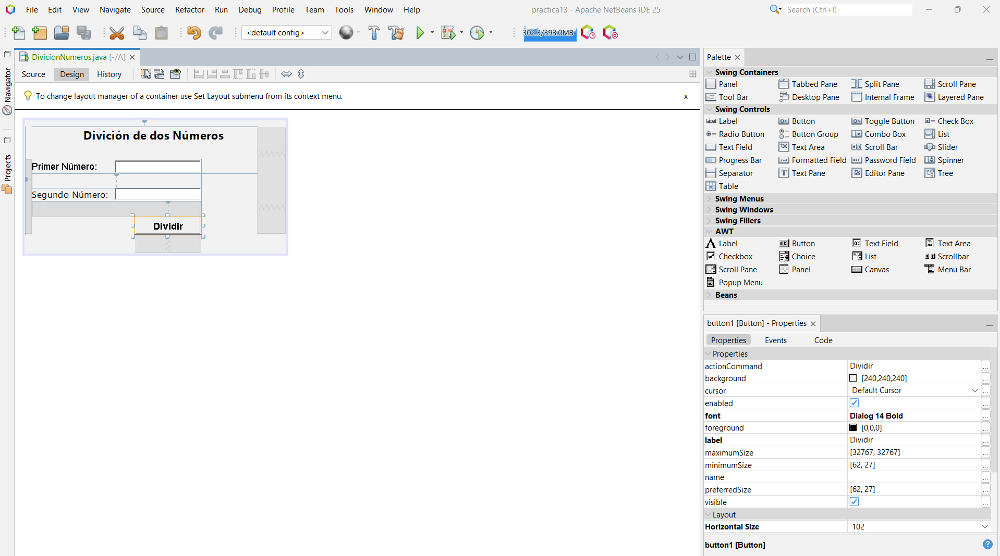 File Edit View Navigate Source Refactor Run Debug Profile Team Tools Window Help practica13 - Apache NetBeans IDE 25 Search (Ctrl+I)
<default config> 302.3/393.0MB
DivicionNumeros.java [-/A] Palette
Source Design History
To change layout manager of a container use Set Layout submenu from its context menu. x
Navigator
Projects
División de dos Números
Primer Número:
Segundo Número:
Dividir
Swing Containers
Panel Tabbed Pane Split Pane Scroll Pane
Tool Bar Desktop Pane Internal Frame Layered Pane
Swing Controls
Label Button Toggle Button Check Box
Radio Button Button Group Combo Box List
Text Field Text Area Scroll Bar Slider
Progress Bar Formatted Field Password Field Spinner
Separator Text Pane Editor Pane Tree
Table
Swing Menus
Swing Windows
Swing Fillers
AWT
Label Button Text Field Text Area
Checkbox Choice List Scrollbar
Scroll Pane Panel Canvas Menu Bar
Popup Menu
Beans
button1 [Button] - Properties
Properties Events Code
Properties
actionCommand Dividir ...
background [240,240,240] ...
cursor Default Cursor ...
enabled ...
font Dialog 14 Bold ...
foreground [0,0,0] ...
label Dividir ...
maximumSize [32767, 32767] ...
minimumSize [62, 27] ...
name ...
preferredSize [62, 27] ...
visible ...
Layout
Horizontal Size 102
button1 [Button] ?